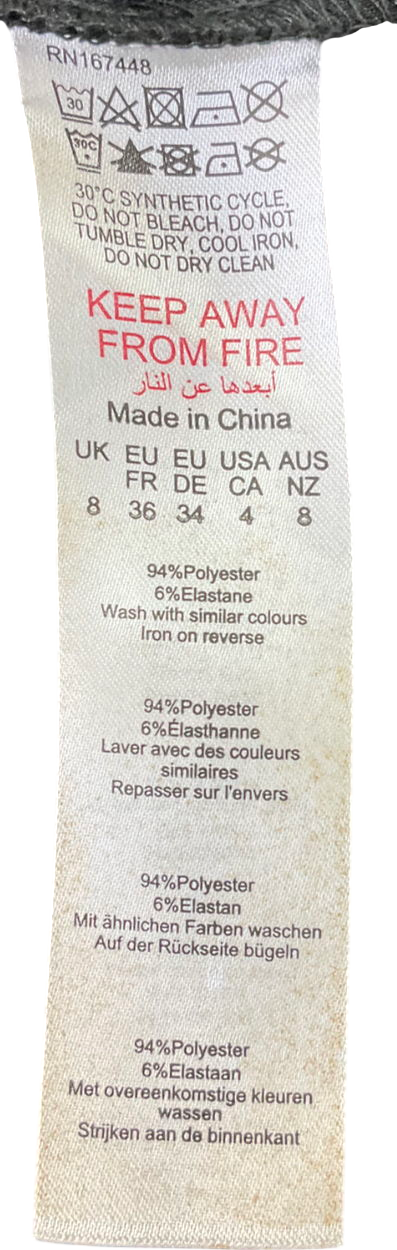 RN167448
30
30C
30°C SYNTHETIC CYCLE,
DO NOT BLEACH, DO NOT
TUMBLE DRY, COOL IRON,
DO NOT DRY CLEAN
KEEP AWAY
FROM FIRE
أبعدها عن النار
Made in China
UK EU EU USA AUS
FR DE CA NZ
8 36 34 4 8
94%Polyester
6%Elastane
Wash with similar colours
Iron on reverse
94%Polyester
6%Élasthanne
Laver avec des couleurs
similaires
Repasser sur l'envers
94%Polyester
6%Elastan
Mit ähnlichen Farben waschen
Auf der Rückseite bügeln
94%Polyester
6%Elastaan
Met overeenkomstige kleuren
wassen
Strijken aan de binnenkant